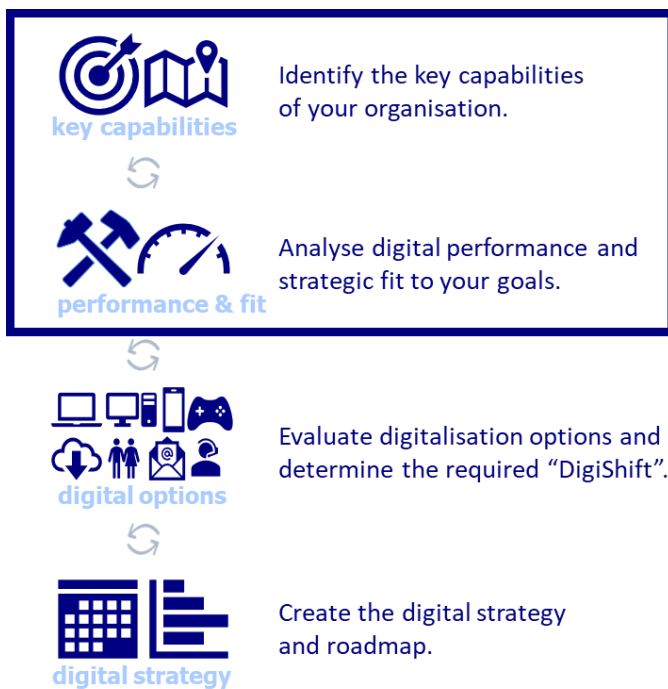 key capabilities
Identify the key capabilities
of your organisation.
performance & fit
Analyse digital performance and
strategic fit to your goals.
@
digital options
Evaluate digitalisation options and
determine the required “DigiShift”.
digital strategy
Create the digital strategy
and roadmap.